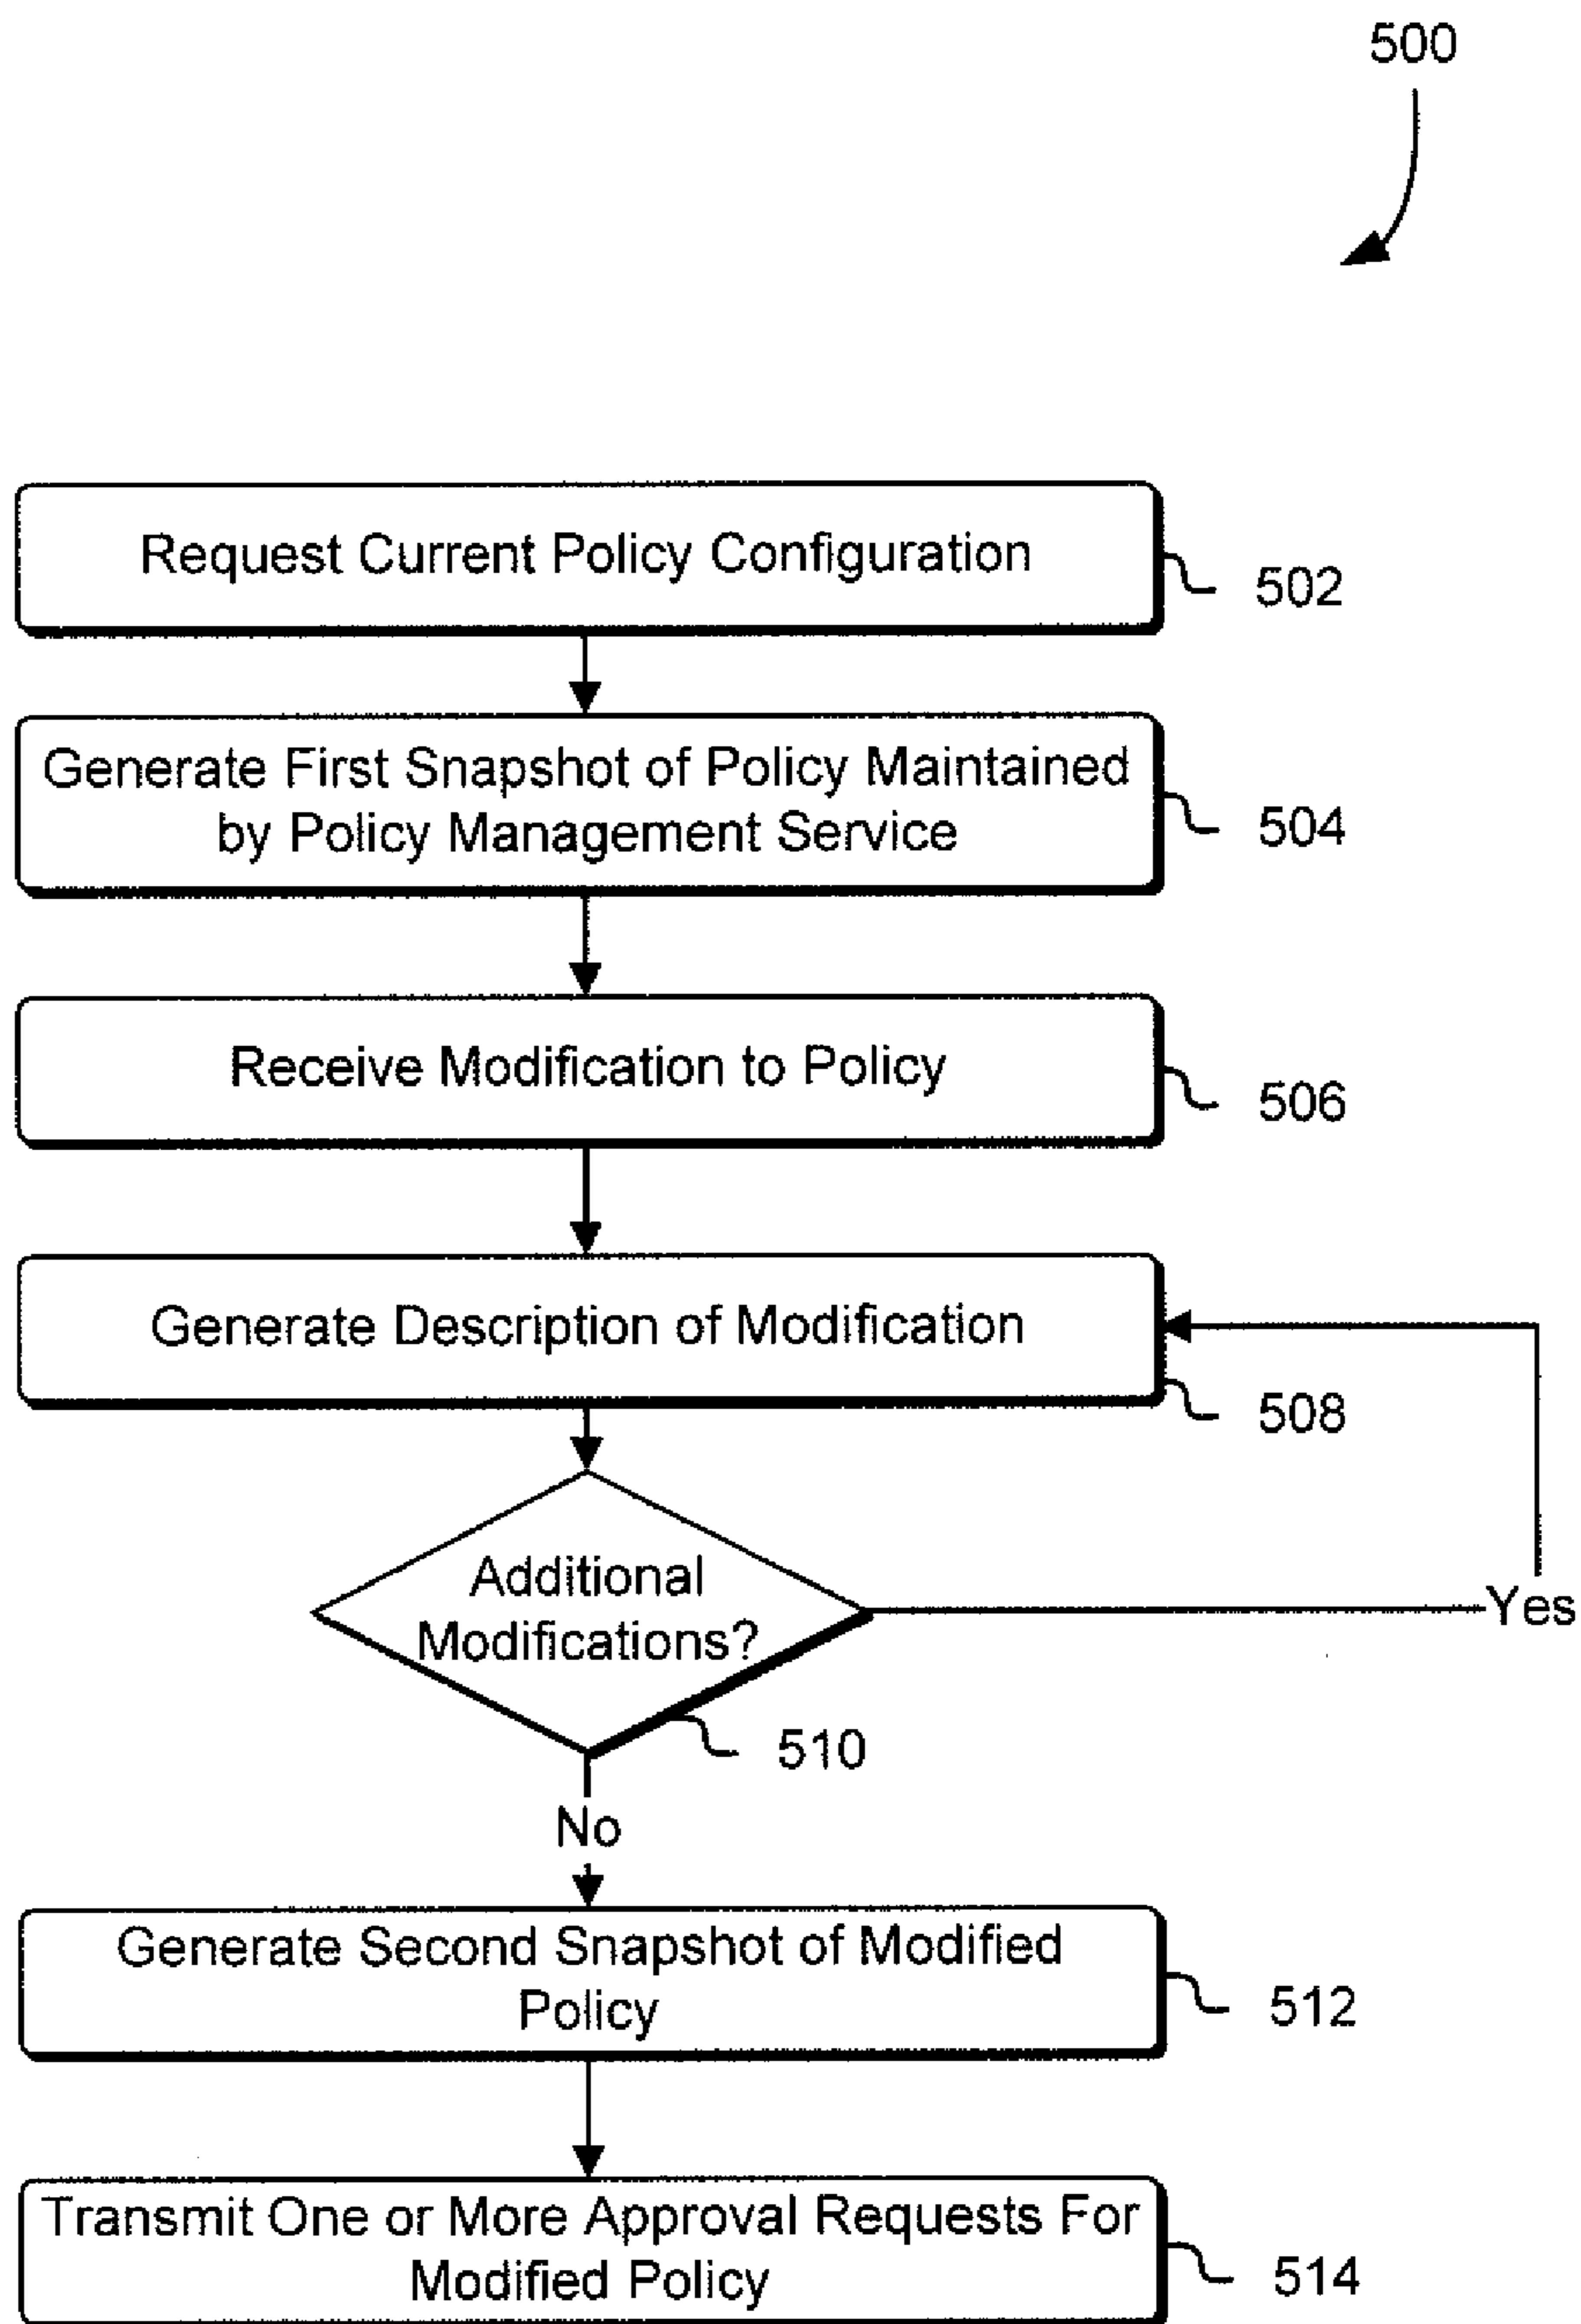 500
Request Current Policy Configuration
502
Generate First Snapshot of Policy Maintained
by Policy Management Service
504
Receive Modification to Policy
506
Generate Description of Modification
508
Additional
Modifications?
Yes
510
No
Generate Second Snapshot of Modified
Policy
512
Transmit One or More Approval Requests For
Modified Policy
514